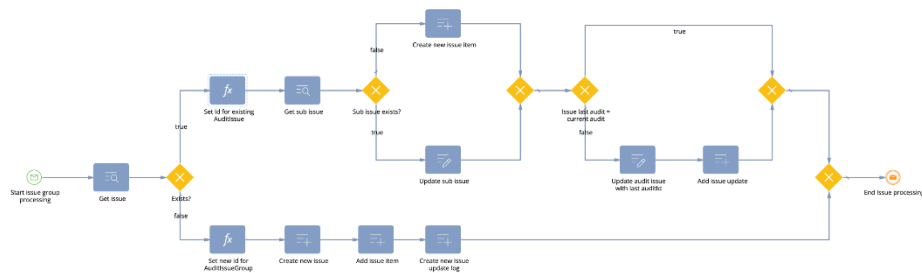 Create new issue item
true
false
Set Id for existing
AuditIssue
Get sub issue
Sub issue exists?
Issue last audit =
current audit
true
true
false
Update sub issue
Update audit issue
with last auditId
Add issue update
Start issue group
processing
Get issue
Exists?
End issue processing
false
Set new Id for
AuditIssueGroup
Create new issue
Add issue item
Create new issue
update log